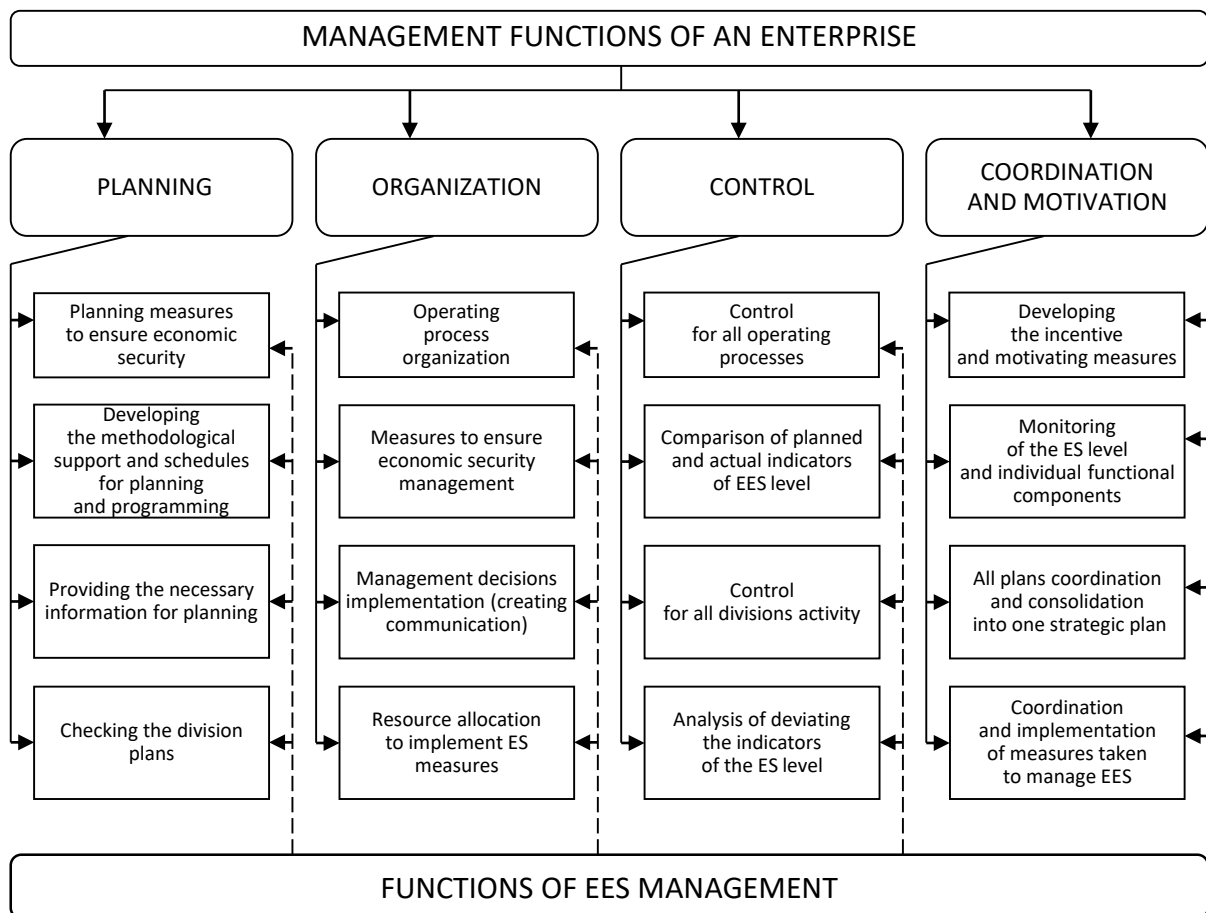 MANAGEMENT FUNCTIONS OF AN ENTERPRISE
PLANNING
ORGANIZATION
CONTROL
COORDINATION
AND MOTIVATION
Planning measures
to ensure economic
security
Developing
the methodological
support and schedules
for planning
and programming
Providing the necessary
information for planning
Checking the division
plans
Operating
process
organization
Measures to ensure
economic security
management
Management decisions
implementation (creating
communication)
Resource allocation
to implement ES
measures
Control
for all operating
processes
Comparison of planned
and actual indicators
of EES level
Control
for all divisions activity
Analysis of deviating
the indicators
of the ES level
Developing
the incentive
and motivating measures
Monitoring
of the ES level
and individual functional
components
All plans coordination
and consolidation
into one strategic plan
Coordination
and implementation
of measures taken
to manage EES
FUNCTIONS OF EES MANAGEMENT